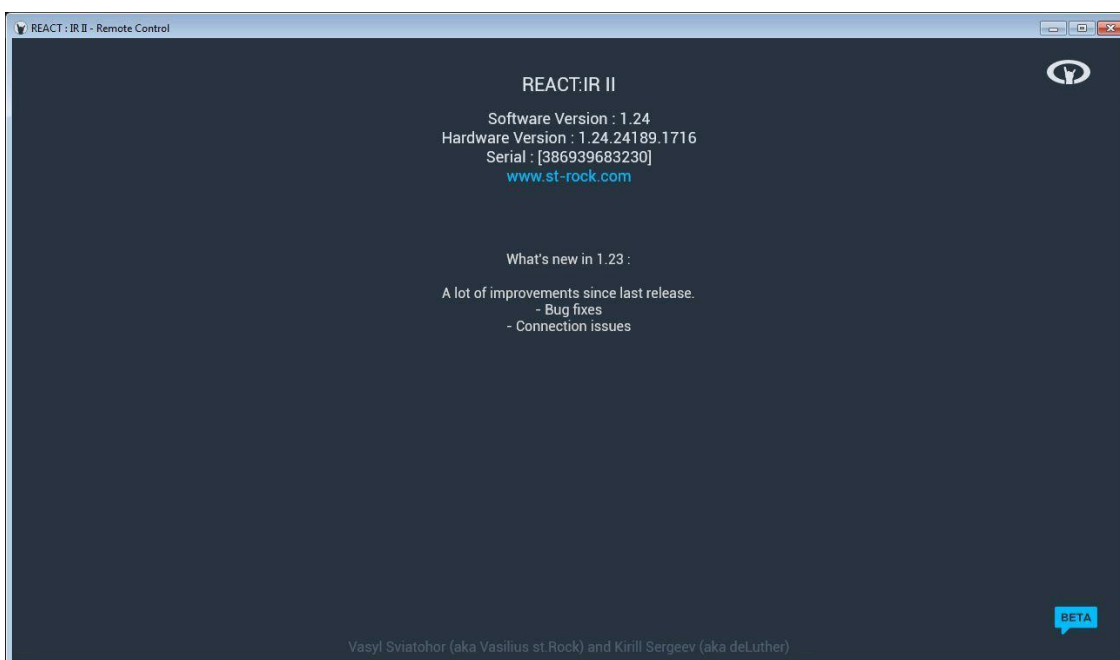 REACT : IR II - Remote Control
REACT:IR II
Software Version : 1.24
Hardware Version : 1.24.24189.1716
Serial : [386939683230]
www.st-rock.com
What's new in 1.23 :
A lot of improvements since last release.
- Bug fixes
- Connection issues
BETA
Vasyl Sviatohor (aka Vasilius st.Rock) and Kirill Sergeev (aka deLuther)